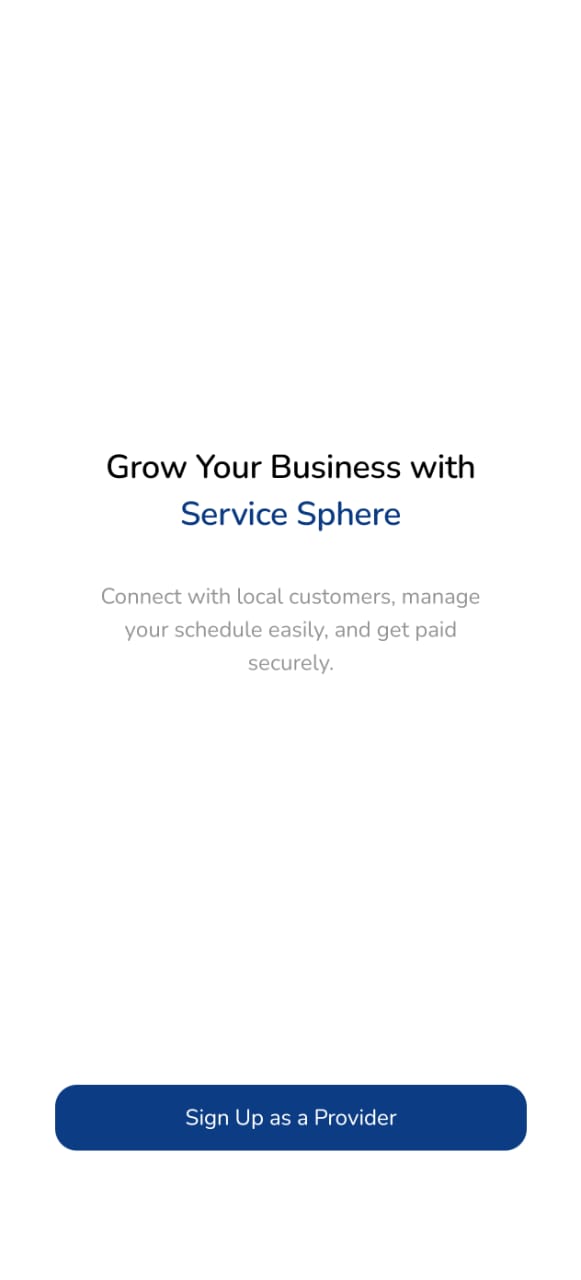 Grow Your Business with
Service Sphere
Connect with local customers, manage
your schedule easily, and get paid
securely.
Sign Up as a Provider